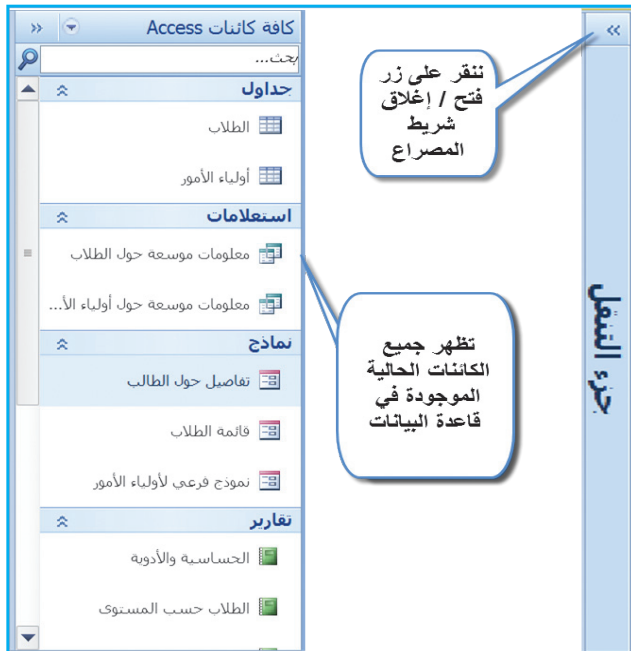 كافة كائنات Access
بحث...
جداول
الطلاب
أولياء الأمور
استعلامات
معلومات موسعة حول الطلاب
معلومات موسعة حول أولياء الأ...
نماذج
تفاصيل حول الطالب
قائمة الطلاب
نموذج فرعي لأولياء الأمور
تقارير
الحساسية والأدوية
الطلاب حسب المستوى
ننقر على زر
فتح / إغلاق
شريط
المصراع
تظهر جميع
الكائنات الحالية
الموجودة في
قاعدة البيانات
جزء التنقل